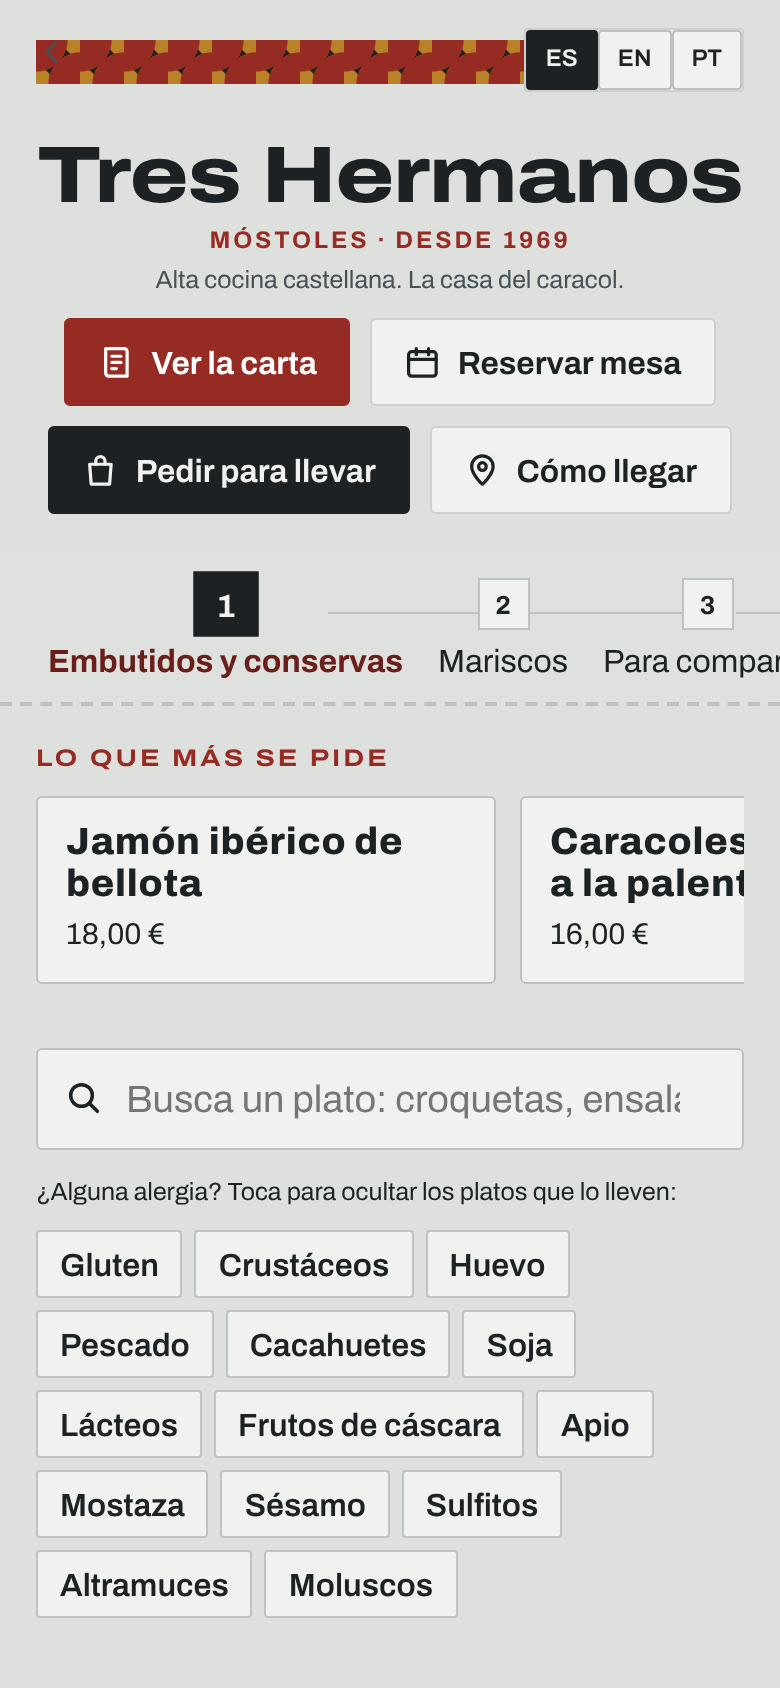 ES EN PT
Tres Hermanos
MÓSTOLES · DESDE 1969
Alta cocina castellana. La casa del caracol.
Ver la carta
Reservar mesa
Pedir para llevar
Cómo llegar
1 2 3
Embutidos y conservas Mariscos Para compar
LO QUE MÁS SE PIDE
Jamón ibérico de
bellota
18,00 €
Caracoles
a la palent
16,00 €
Busca un plato: croquetas, ensala
¿Alguna alergia? Toca para ocultar los platos que lo lleven:
Gluten Crustáceos Huevo
Pescado Cacahuetes Soja
Lácteos Frutos de cáscara Apio
Mostaza Sésamo Sulfitos
Altramuces Moluscos